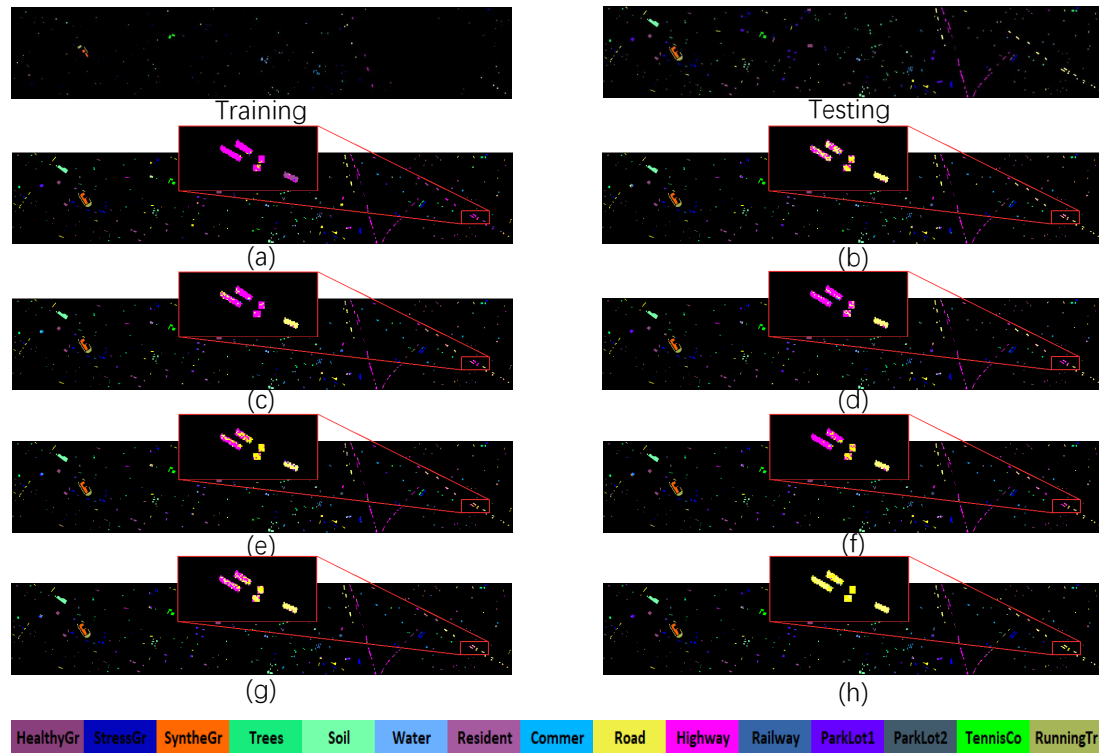 Training Testing
(a) (b)
(c) (d)
(e) (f)
(g) (h)
HealthyGr StressGr SyntheGr Trees Soil Water Resident Commer Road Highway Railway ParkLot1 ParkLot2 TennisCo RunningTr